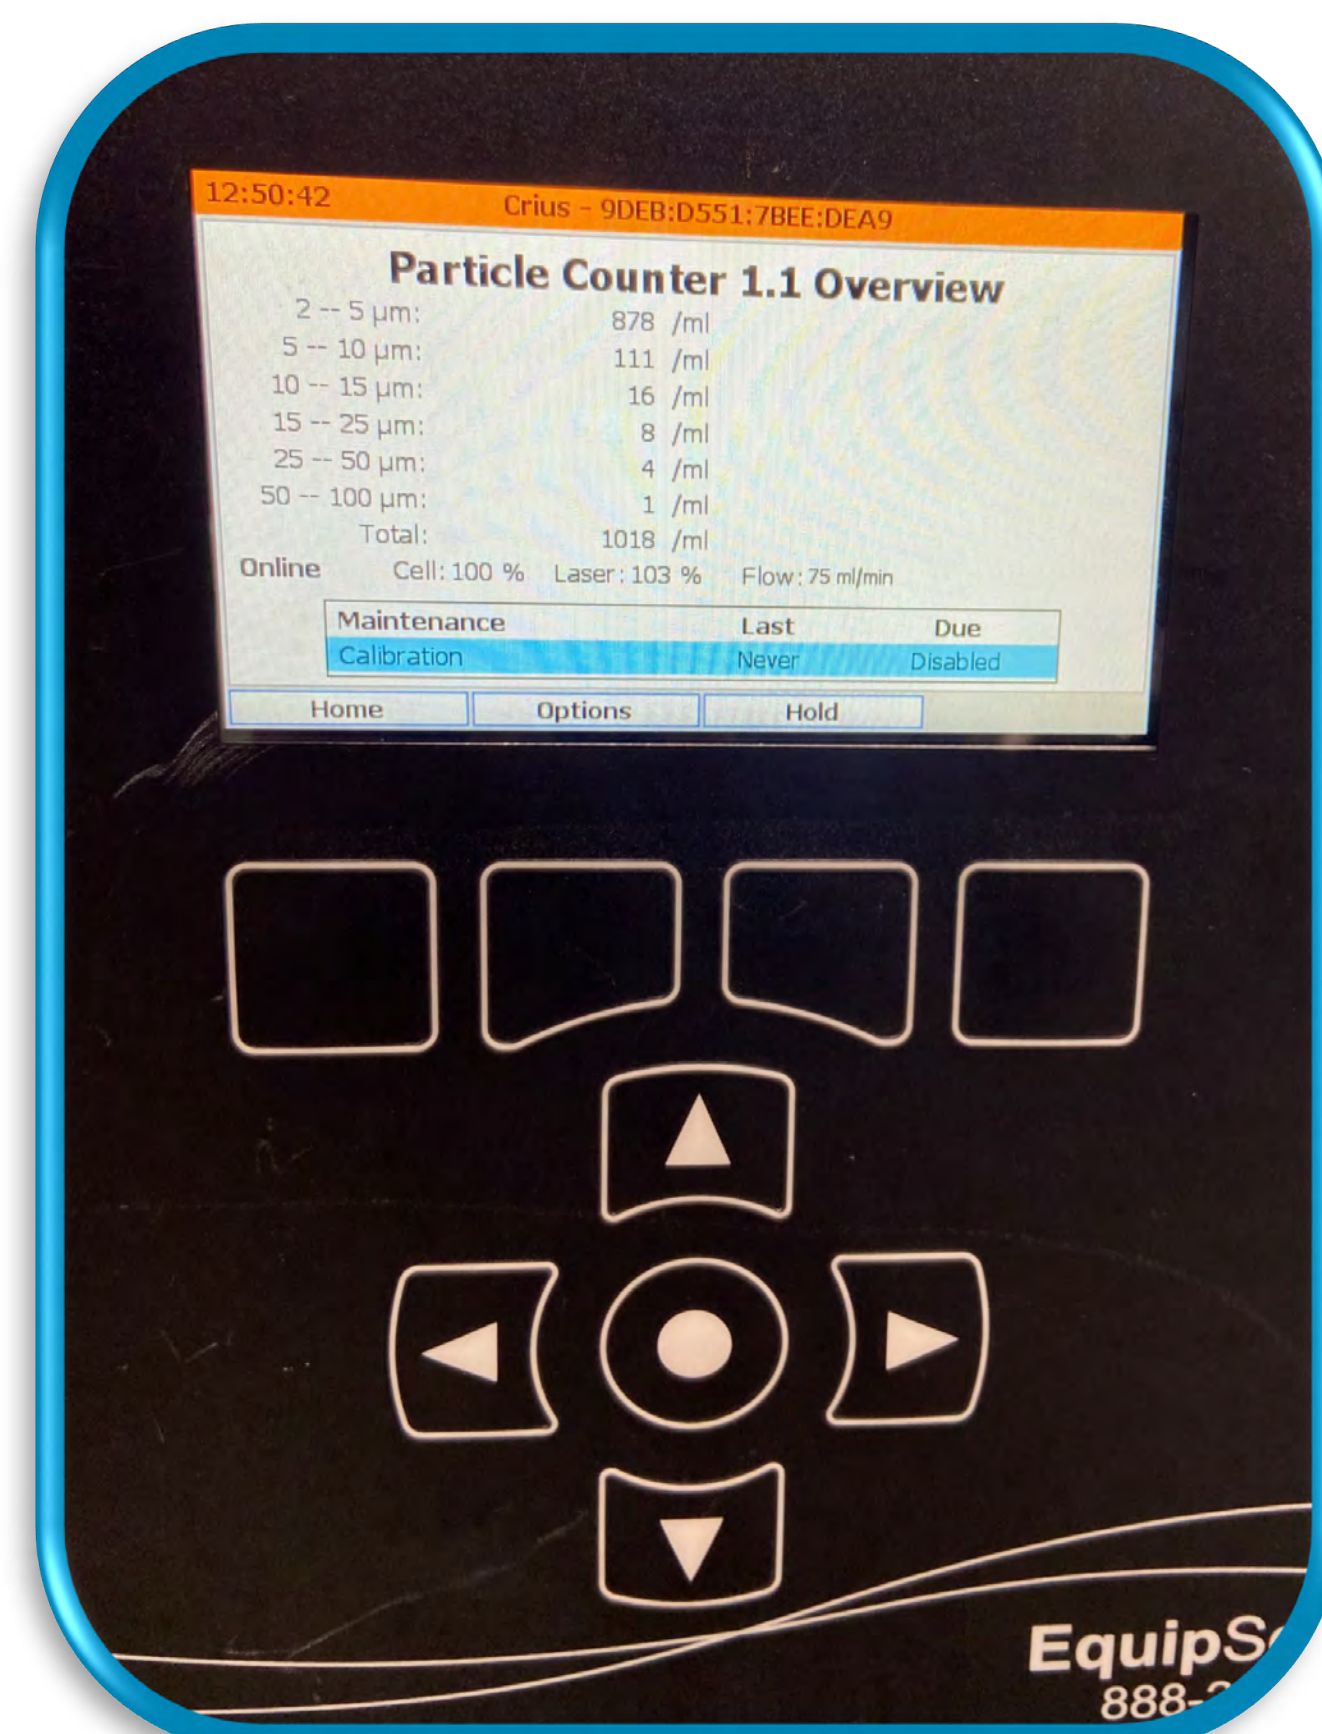 12:50:42 Crius - 9DEB:D551:7BEE:DEA9
Particle Counter 1.1 Overview
2 -- 5 µm: 878 /ml
5 -- 10 µm: 111 /ml
10 -- 15 µm: 16 /ml
15 -- 25 µm: 8 /ml
25 -- 50 µm: 4 /ml
50 -- 100 µm: 1 /ml
Total: 1018 /ml
Online Cell: 100 % Laser: 103 % Flow: 75 ml/min
Maintenance Last Due
Calibration Never Disabled
Home Options Hold
888-